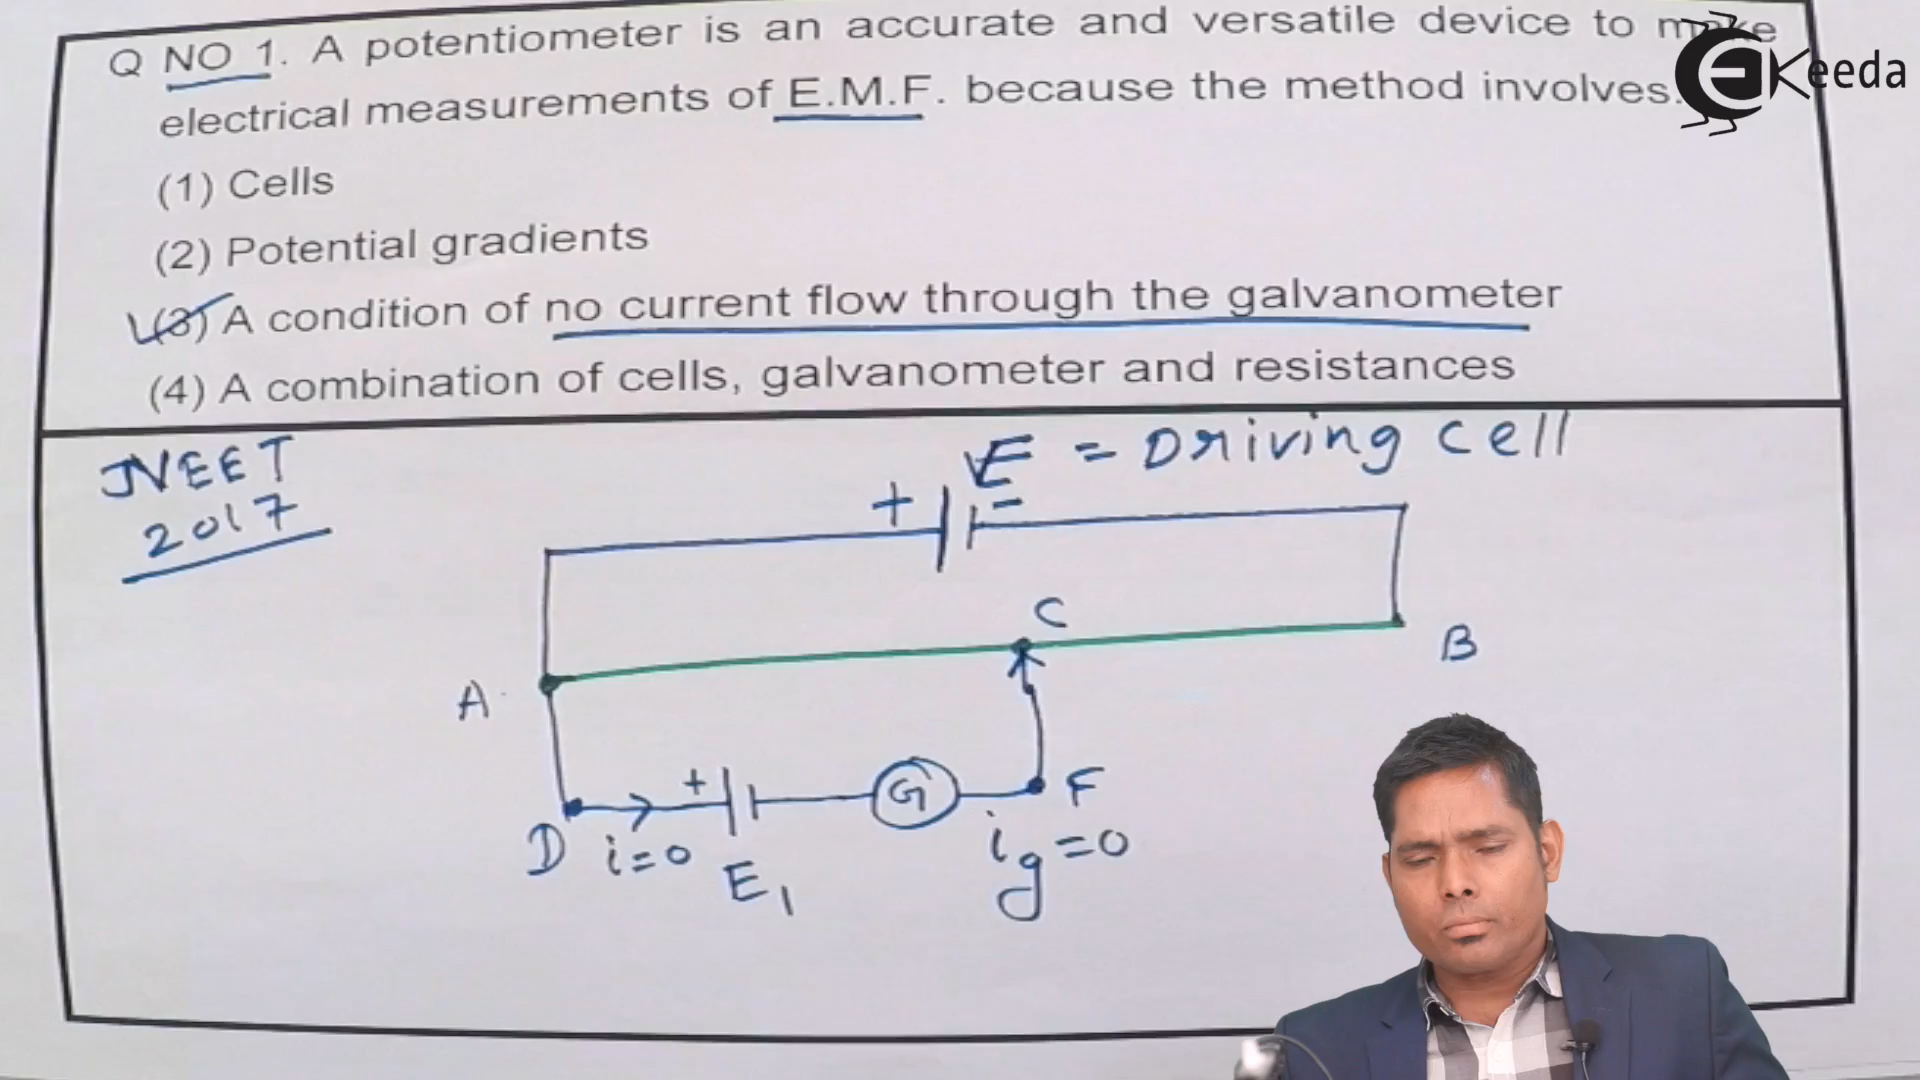 Q NO 1. A potentiometer is an accurate and versatile device to make
electrical measurements of E.M.F. because the method involves.
Keeda
(1) Cells
(2) Potential gradients
(3) A condition of no current flow through the galvanometer
(4) A combination of cells, galvanometer and resistances
NEET
2017
E = Driving cell
+ -
C
B
A
+
G
F
D
i=0
E1
ig=0